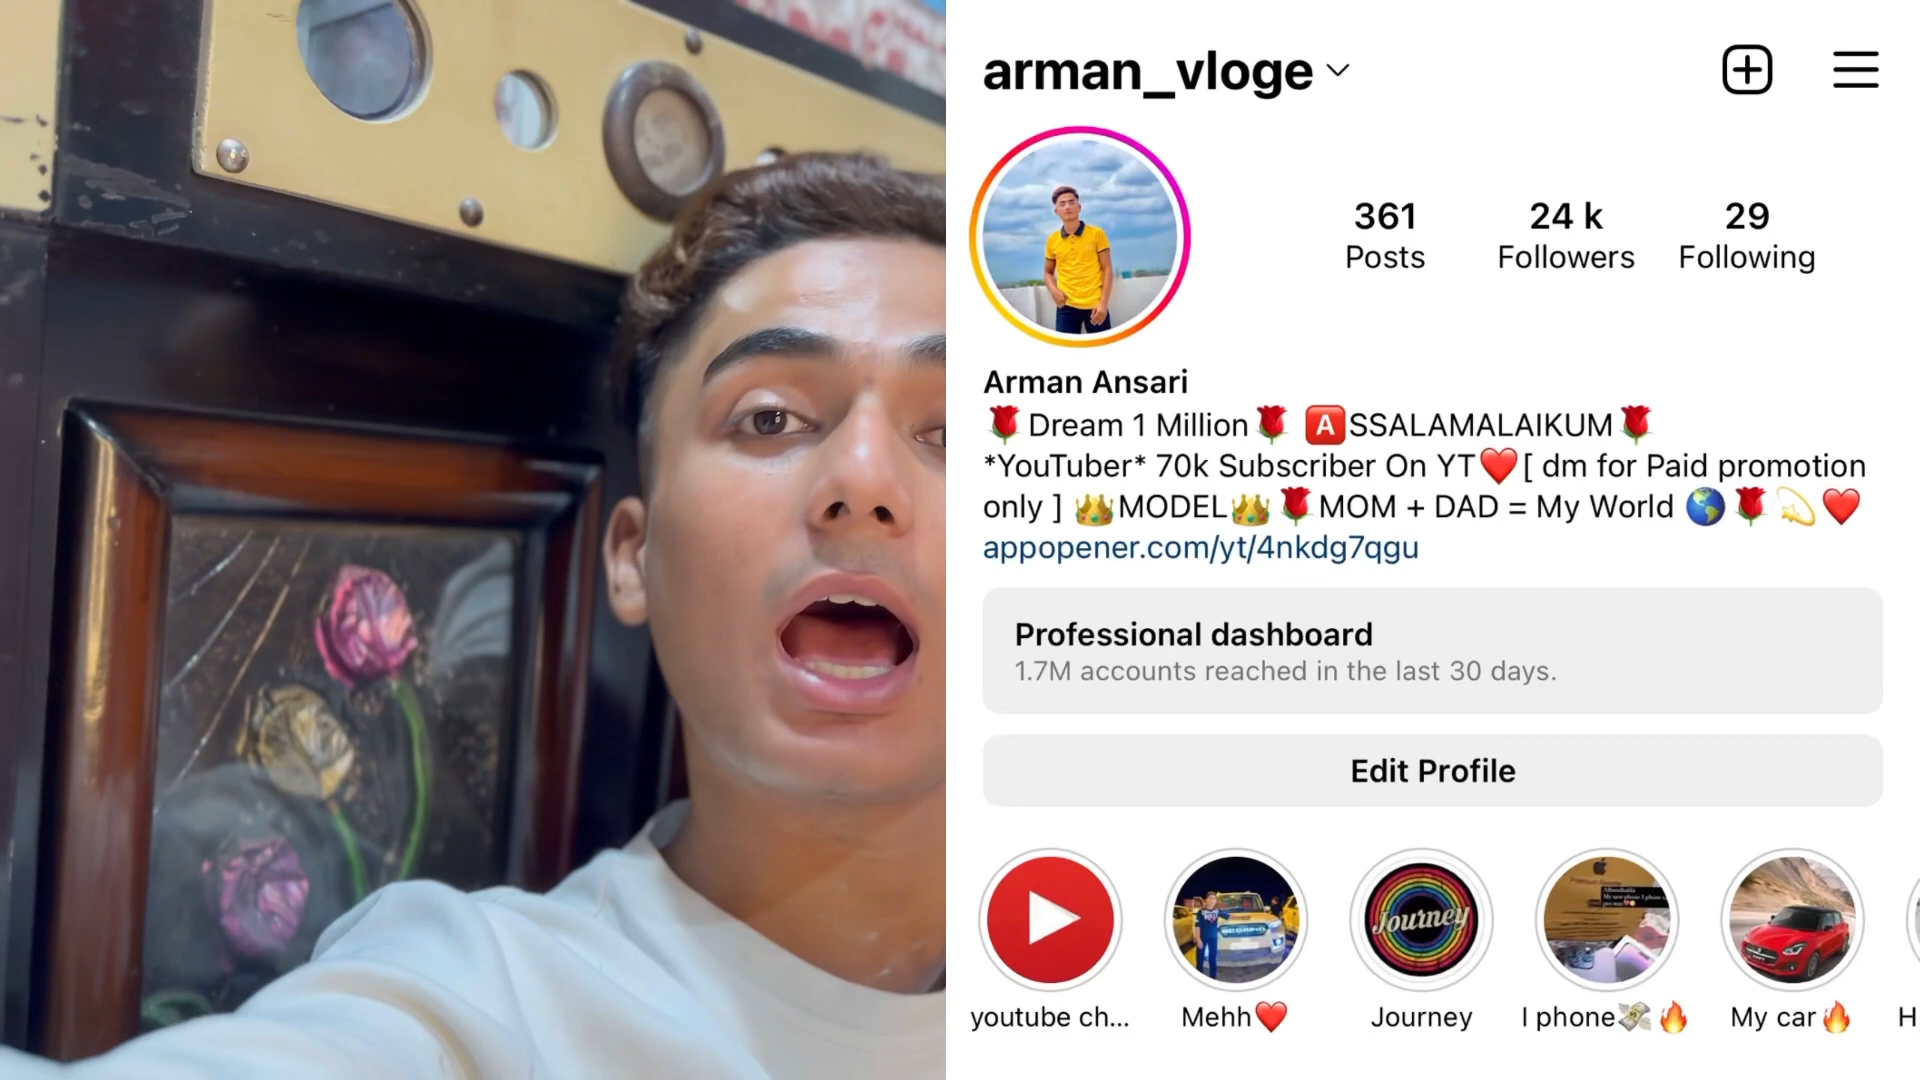 arman_vloge
361
Posts
24 k
Followers
29
Following
Arman Ansari
🌹Dream 1 Million🌹 🅰️SSALAMALAIKUM🌹
*YouTuber* 70k Subscriber On YT❤️[ dm for Paid promotion
only ] 👑MODEL👑🌹MOM + DAD = My World 🌎🌹💫❤️
appopener.com/yt/4nkdg7qgu
Professional dashboard
1.7M accounts reached in the last 30 days.
Edit Profile
Journey
youtube ch...
Mehh❤️
Journey
I phone💸🔥
My car🔥
H